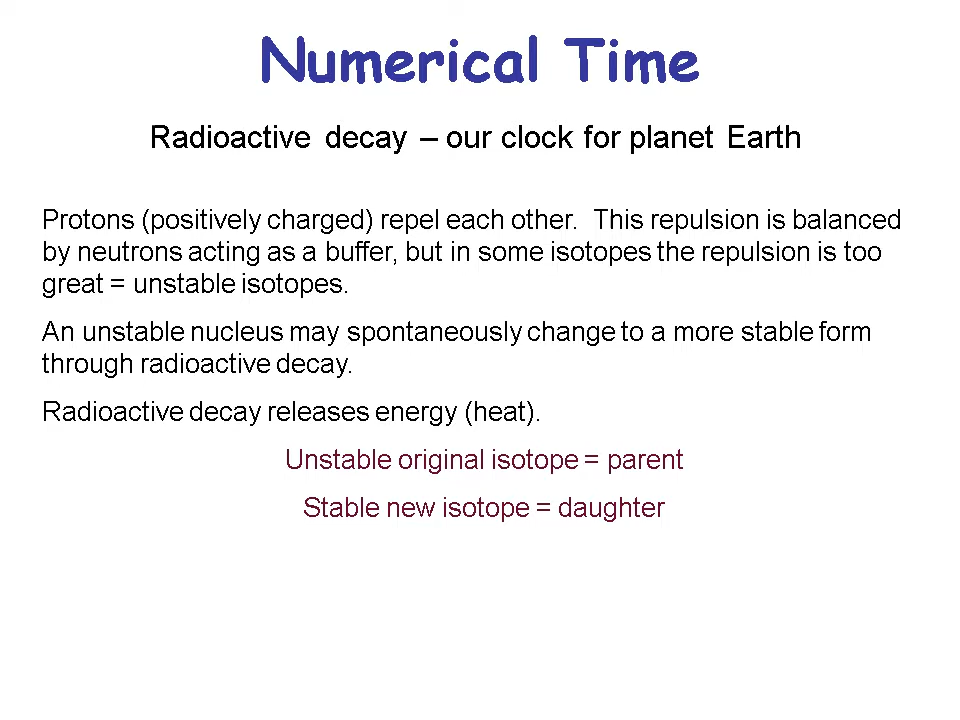 Numerical Time
Radioactive decay – our clock for planet Earth
Protons (positively charged) repel each other.  This repulsion is balanced
by neutrons acting as a buffer, but in some isotopes the repulsion is too
great = unstable isotopes.
An unstable nucleus may spontaneously change to a more stable form
through radioactive decay.
Radioactive decay releases energy (heat).
Unstable original isotope = parent
Stable new isotope = daughter